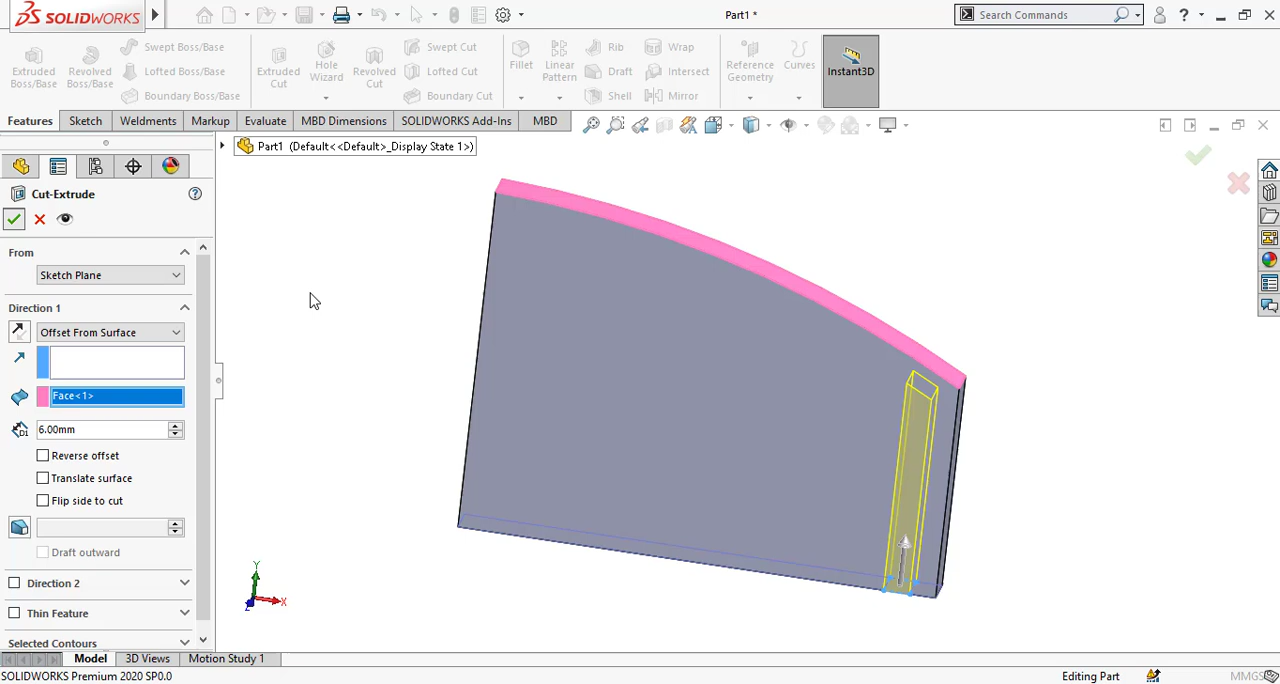 SOLIDWORKS
Part1 *
Search Commands
?
Extruded Boss/Base
Revolved Boss/Base
Swept Boss/Base
Lofted Boss/Base
Boundary Boss/Base
Extruded Cut
Hole Wizard
Revolved Cut
Swept Cut
Lofted Cut
Boundary Cut
Fillet
Linear Pattern
Rib
Draft
Shell
Wrap
Intersect
Mirror
Reference Geometry
Curves
Instant3D
Features
Sketch
Weldments
Markup
Evaluate
MBD Dimensions
SOLIDWORKS Add-Ins
MBD
Part1 (Default<<Default>_Display State 1>)
Cut-Extrude
From
Sketch Plane
Direction 1
Offset From Surface
Face<1>
6.00mm
Reverse offset
Translate surface
Flip side to cut
Draft outward
Direction 2
Thin Feature
Selected Contours
Y
X
Z
Model
3D Views
Motion Study 1
SOLIDWORKS Premium 2020 SP0.0
Editing Part
MMGS